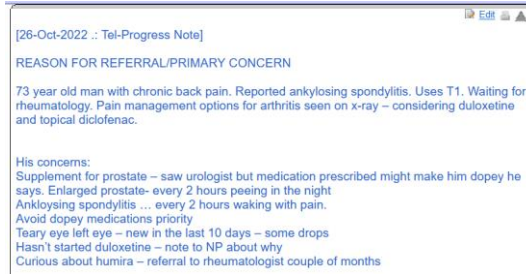 Edit
[26-Oct-2022 .: Tel-Progress Note]
REASON FOR REFERRAL/PRIMARY CONCERN
73 year old man with chronic back pain. Reported ankylosing spondylitis. Uses T1. Waiting for
rheumatology. Pain management options for arthritis seen on x-ray – considering duloxetine
and topical diclofenac.
His concerns:
Supplement for prostate – saw urologist but medication prescribed might make him dopey he
says. Enlarged prostate- every 2 hours peeing in the night
Ankloysing spondylitis … every 2 hours waking with pain.
Avoid dopey medications priority
Teary eye left eye – new in the last 10 days – some drops
Hasn't started duloxetine – note to NP about why
Curious about humira – referral to rheumatologist couple of months